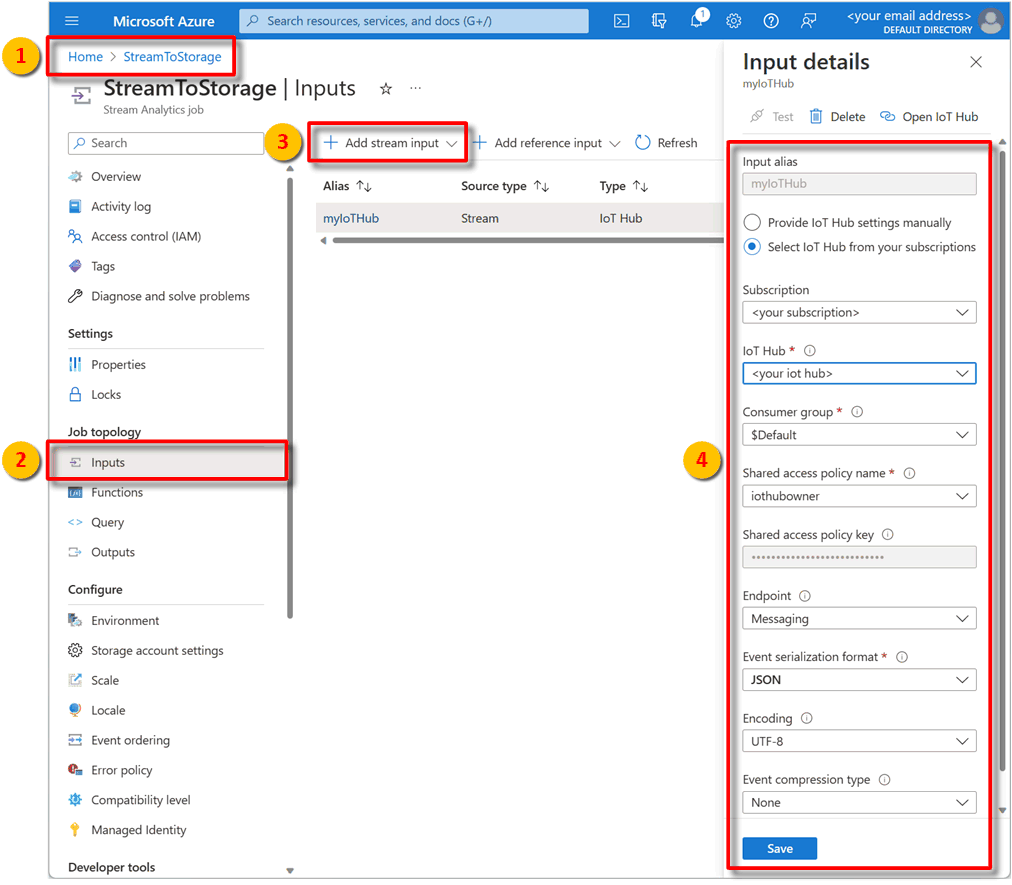 Microsoft Azure
Search resources, services, and docs (G+/)
1
<your email address>
DEFAULT DIRECTORY
1
Home > StreamToStorage
StreamToStorage | Inputs
Stream Analytics job
Search
Overview
Activity log
Access control (IAM)
Tags
Diagnose and solve problems
Settings
Properties
Locks
Job topology
2
Inputs
Functions
Query
Outputs
Configure
Environment
Storage account settings
Scale
Locale
Event ordering
Error policy
Compatibility level
Managed Identity
Developer tools
3
Add stream input
Add reference input
Refresh
Alias Source type Type
myIoTHub Stream IoT Hub
4
Input details
myIoTHub
Test Delete Open IoT Hub
Input alias
myIoTHub
Provide IoT Hub settings manually
Select IoT Hub from your subscriptions
Subscription
<your subscription>
IoT Hub *
<your iot hub>
Consumer group *
$Default
Shared access policy name *
iothubowner
Shared access policy key
Endpoint
Messaging
Event serialization format *
JSON
Encoding
UTF-8
Event compression type
None
Save